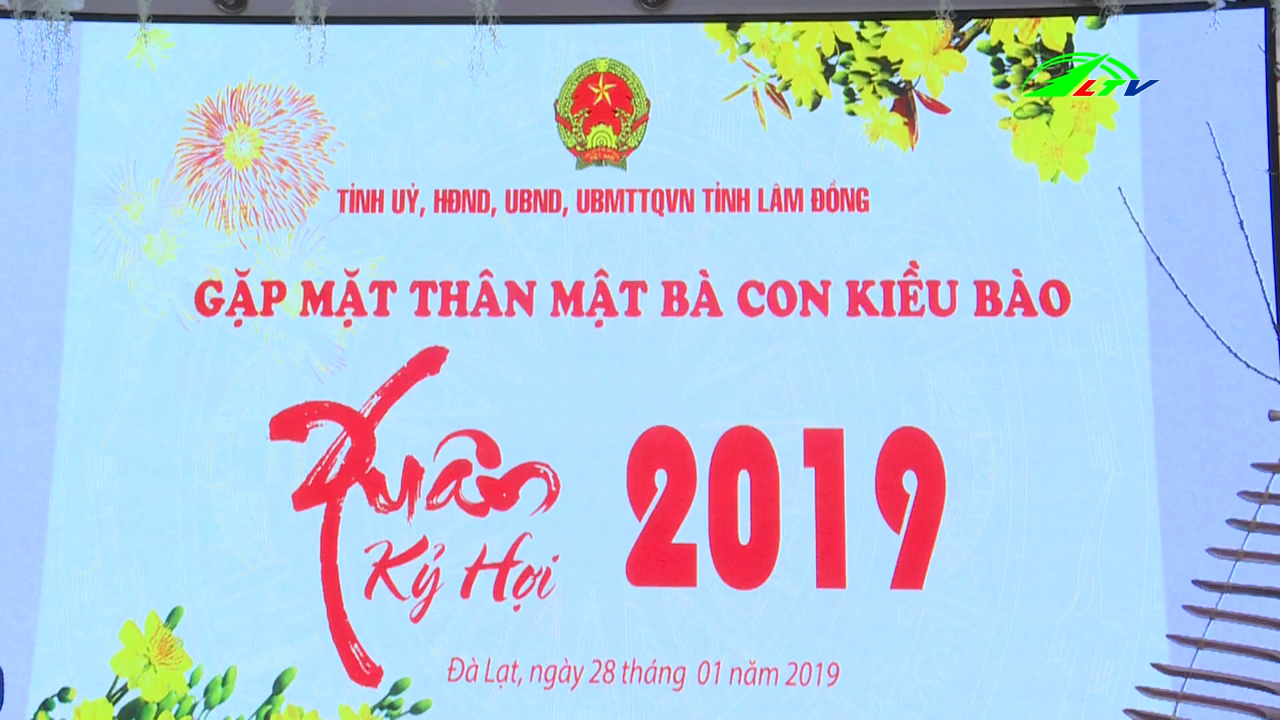 LTV
TỈNH UỶ, HĐND, UBND, UBMTTQVN TỈNH LÂM ĐỒNG
GẶP MẶT THÂN MẬT BÀ CON KIỀU BÀO
Xuân
Kỷ Hợi
2019
Đà Lạt, ngày 28 tháng 01 năm 2019